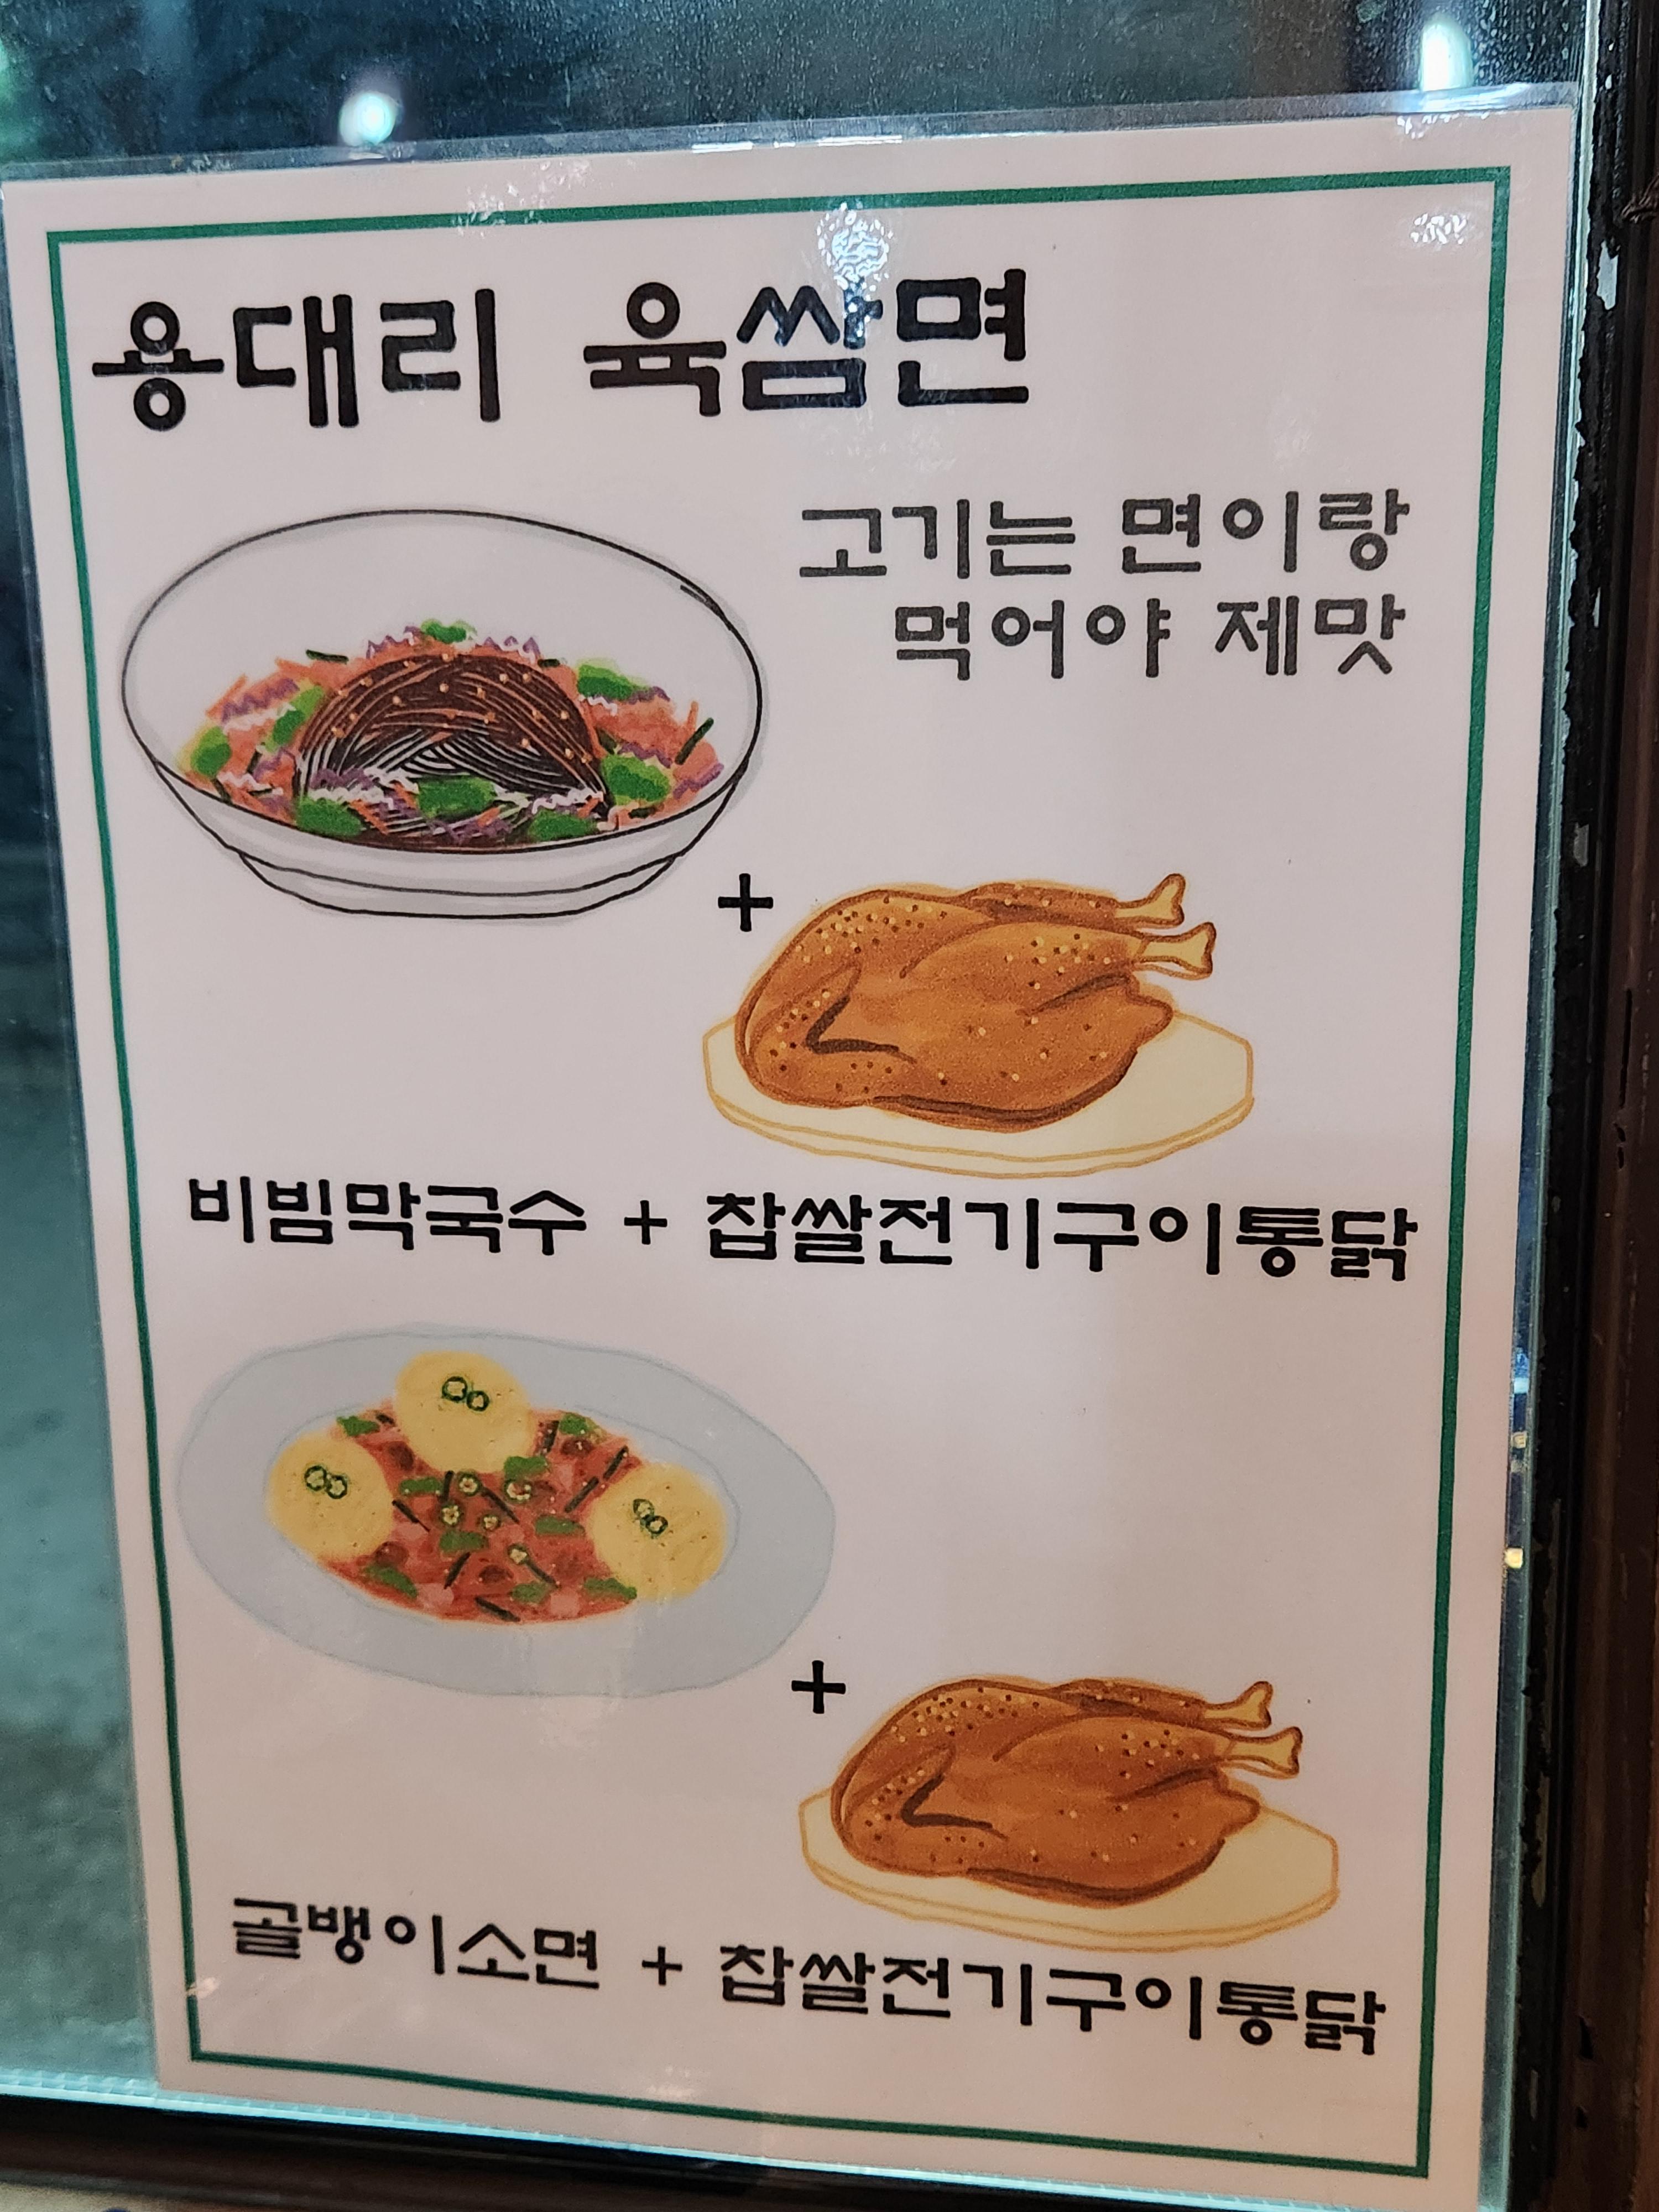 용대리 육쌈면
고기는 면이랑
먹어야 제맛
+
비빔막국수 + 찹쌀전기구이통닭
+
골뱅이소면 + 찹쌀전기구이통닭